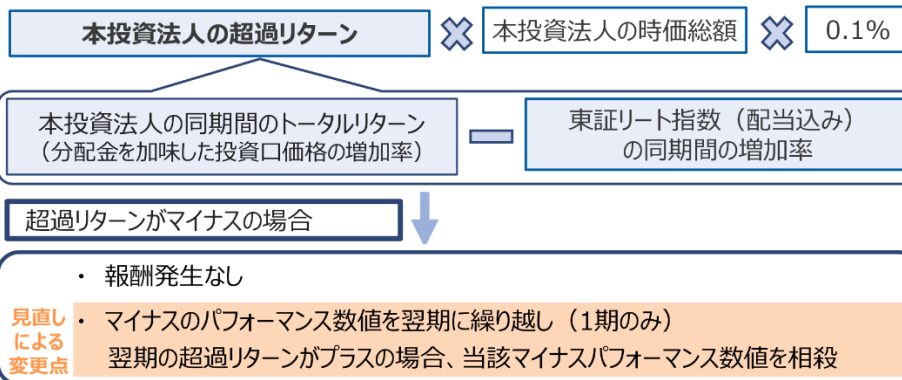 本投資法人の超過リターン
本投資法人の時価総額
0.1%
本投資法人の同期間のトータルリターン
（分配金を加味した投資口価格の増加率）
東証リート指数（配当込み）
の同期間の増加率
超過リターンがマイナスの場合
・ 報酬発生なし
見直し
による
変更点
・ マイナスのパフォーマンス数値を翌期に繰り越し（1期のみ）
翌期の超過リターンがプラスの場合、当該マイナスパフォーマンス数値を相殺